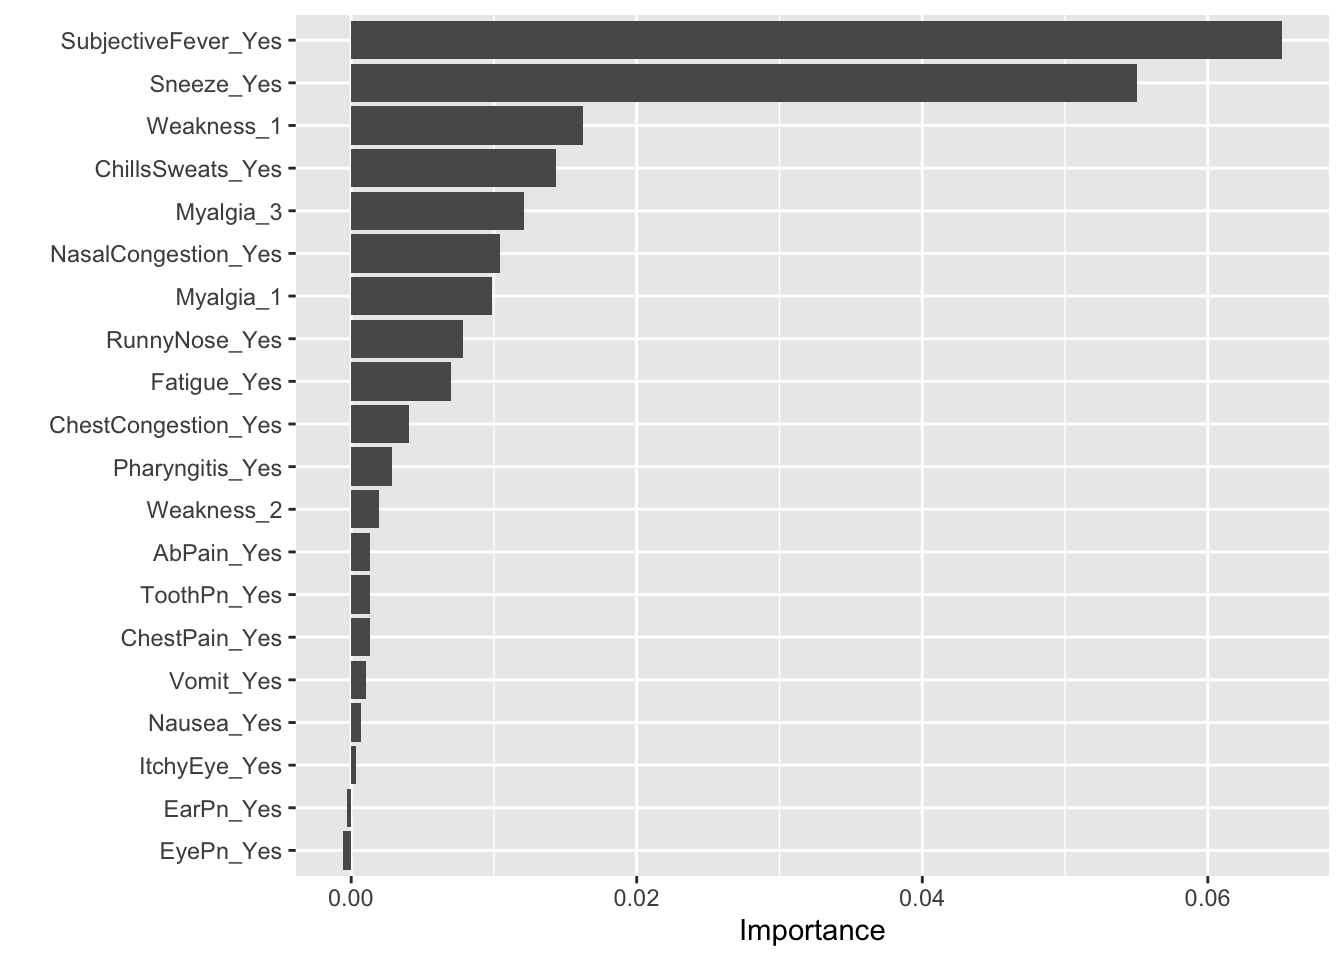 SubjectiveFever_Yes
Sneeze_Yes
Weakness_1
ChillsSweats_Yes
Myalgia_3
NasalCongestion_Yes
Myalgia_1
RunnyNose_Yes
Fatigue_Yes
ChestCongestion_Yes
Pharyngitis_Yes
Weakness_2
AbPain_Yes
ToothPn_Yes
ChestPain_Yes
Vomit_Yes
Nausea_Yes
ItchyEye_Yes
EarPn_Yes
EyePn_Yes
0.00 0.02 0.04 0.06
Importance